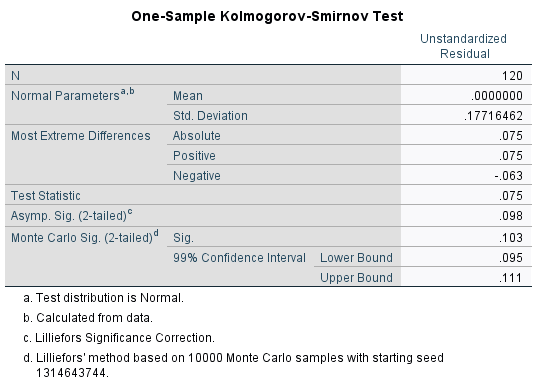 One-Sample Kolmogorov-Smirnov Test
Unstandardized
Residual
N 120
Normal Parametersa,b Mean .0000000
Std. Deviation .17716462
Most Extreme Differences Absolute .075
Positive .075
Negative -.063
Test Statistic .075
Asymp. Sig. (2-tailed)c .098
Monte Carlo Sig. (2-tailed)d Sig. .103
99% Confidence Interval Lower Bound .095
Upper Bound .111
a. Test distribution is Normal.
b. Calculated from data.
c. Lilliefors Significance Correction.
d. Lilliefors' method based on 10000 Monte Carlo samples with starting seed
1314643744.